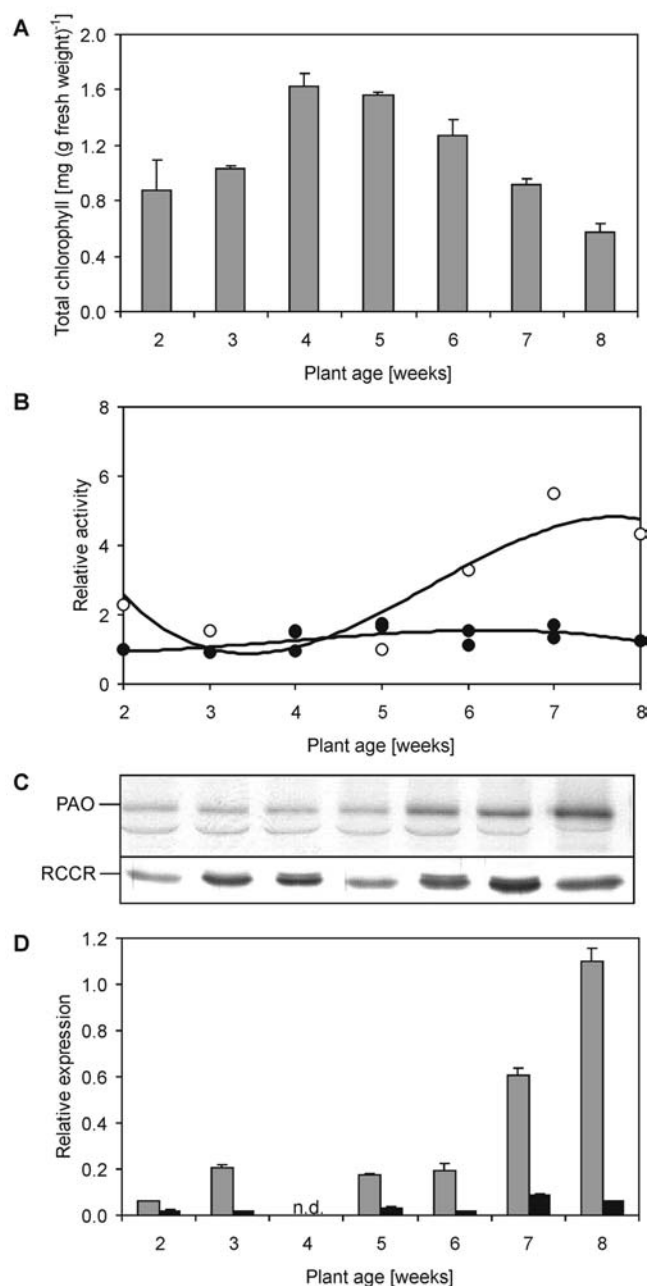 A
Total chlorophyll [mg (g fresh weight)⁻¹
2.0
1.6
1.2
0.8
0.4
0.0
2 3 4 5 6 7 8
Plant age [weeks]
B
Relative activity
8
6
4
2
0
2 3 4 5 6 7 8
Plant age [weeks]
C
PAO
RCCR
D
Relative expression
1.2
1.0
0.8
0.6
0.4
0.2
0.0
n.d.
2 3 4 5 6 7 8
Plant age [weeks]